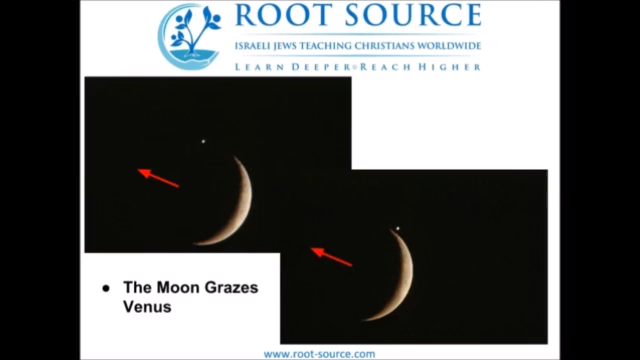 ROOT SOURCE
ISRAELI JEWS TEACHING CHRISTIANS WORLDWIDE
LEARN DEEPER REACH HIGHER
• The Moon Grazes
Venus
www.root-source.com